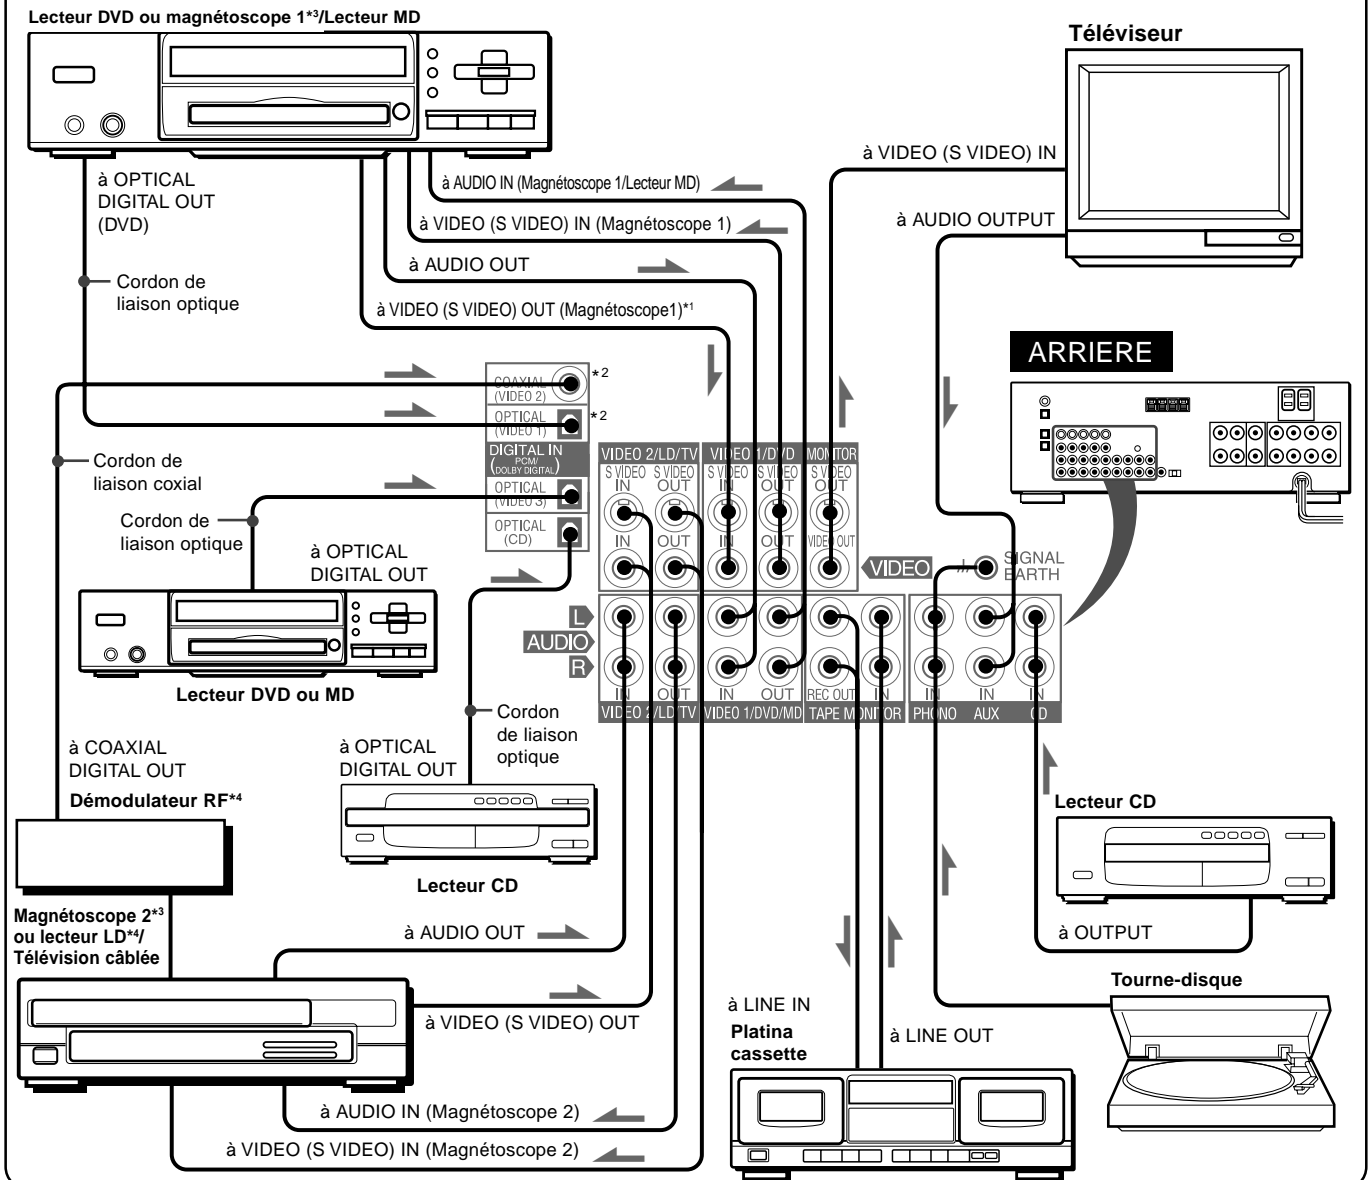 Lecteur DVD ou magnétoscope 1*3/Lecteur MD
Téléviseur
à OPTICAL
DIGITAL OUT
(DVD)
à AUDIO IN (Magnétoscope 1/Lecteur MD)
à VIDEO (S VIDEO) IN (Magnétoscope 1)
à AUDIO OUT
à VIDEO (S VIDEO) OUT (Magnétoscope1)*1
à VIDEO (S VIDEO) IN
à AUDIO OUTPUT
Cordon de
liaison optique
ARRIERE
COAXIAL
(VIDEO 2)
*2
OPTICAL
(VIDEO 1)
*2
DIGITAL IN
(PCM/
DOLBY DIGITAL)
OPTICAL
(VIDEO 3)
OPTICAL
(CD)
VIDEO 2/LD/TV
VIDEO 1/DVD
MONITOR
S VIDEO
IN
S VIDEO
OUT
S VIDEO
IN
S VIDEO
OUT
S VIDEO
OUT
IN
OUT
IN
OUT
VIDEO OUT
VIDEO
SIGNAL
EARTH
L
AUDIO
R
IN
OUT
IN
OUT
REC OUT
IN
IN
IN
IN
VIDEO 2/LD/TV
VIDEO 1/DVD/MD
TAPE MONITOR
PHONO
AUX
CD
Cordon de
liaison coxial
Cordon de
liaison optique
à OPTICAL
DIGITAL OUT
Lecteur DVD ou MD
Cordon
de liaison
optique
à COAXIAL
DIGITAL OUT
à OPTICAL
DIGITAL OUT
Démodulateur RF*4
Lecteur CD
Lecteur CD
Magnétoscope 2*3
ou lecteur LD*4/
Télévision câblée
à AUDIO OUT
à OUTPUT
Tourne-disque
à VIDEO (S VIDEO) OUT
à LINE IN
Platina
cassette
à LINE OUT
à AUDIO IN (Magnétoscope 2)
à VIDEO (S VIDEO) IN (Magnétoscope 2)